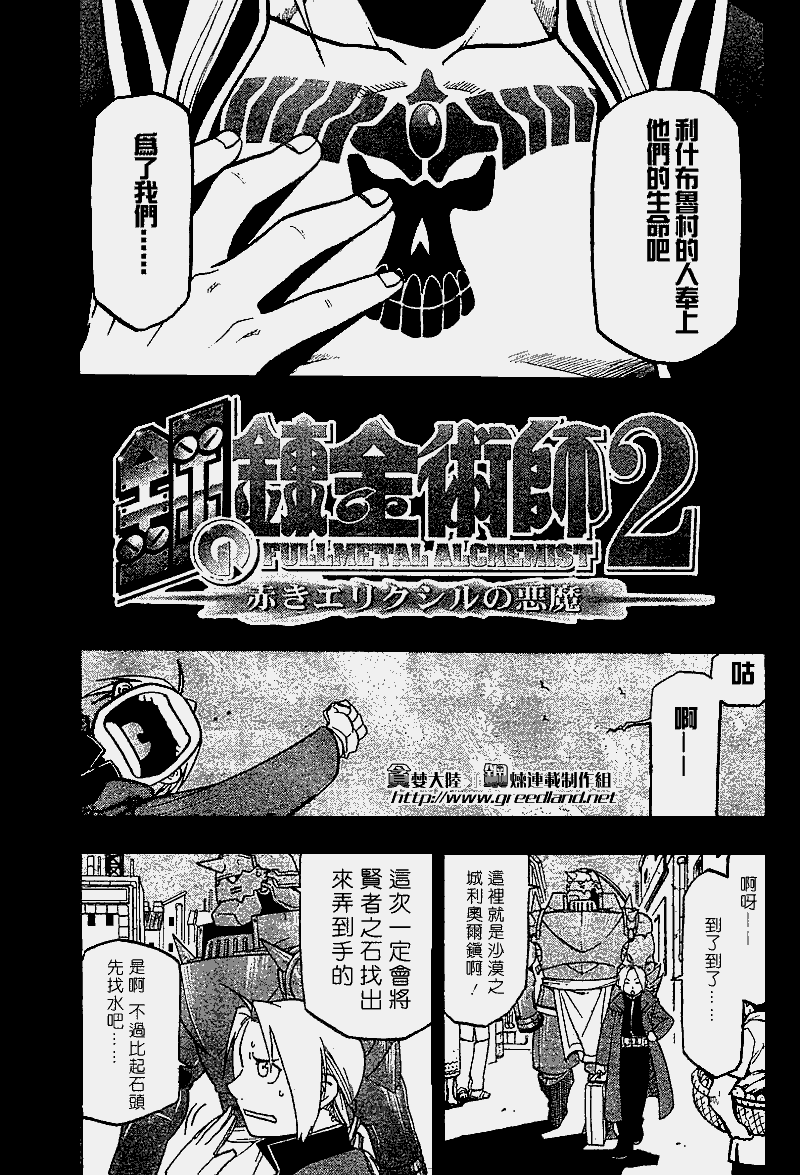 利什布魯村的人奉上
他們的生命吧
為了我們……
鋼の錬金術師2
FULLMETAL ALCHEMIST
赤きエリクシルの悪魔
咕
啊——
貪婪大陸 鋼煉連載制作組
http://www.greedland.net
啊呀——
到了到了……
這裡就是沙漠之
城利奧爾鎮啊！
這次一定會將
賢者之石找出
來弄到手的
是啊 不過比起石頭
先找水吧……